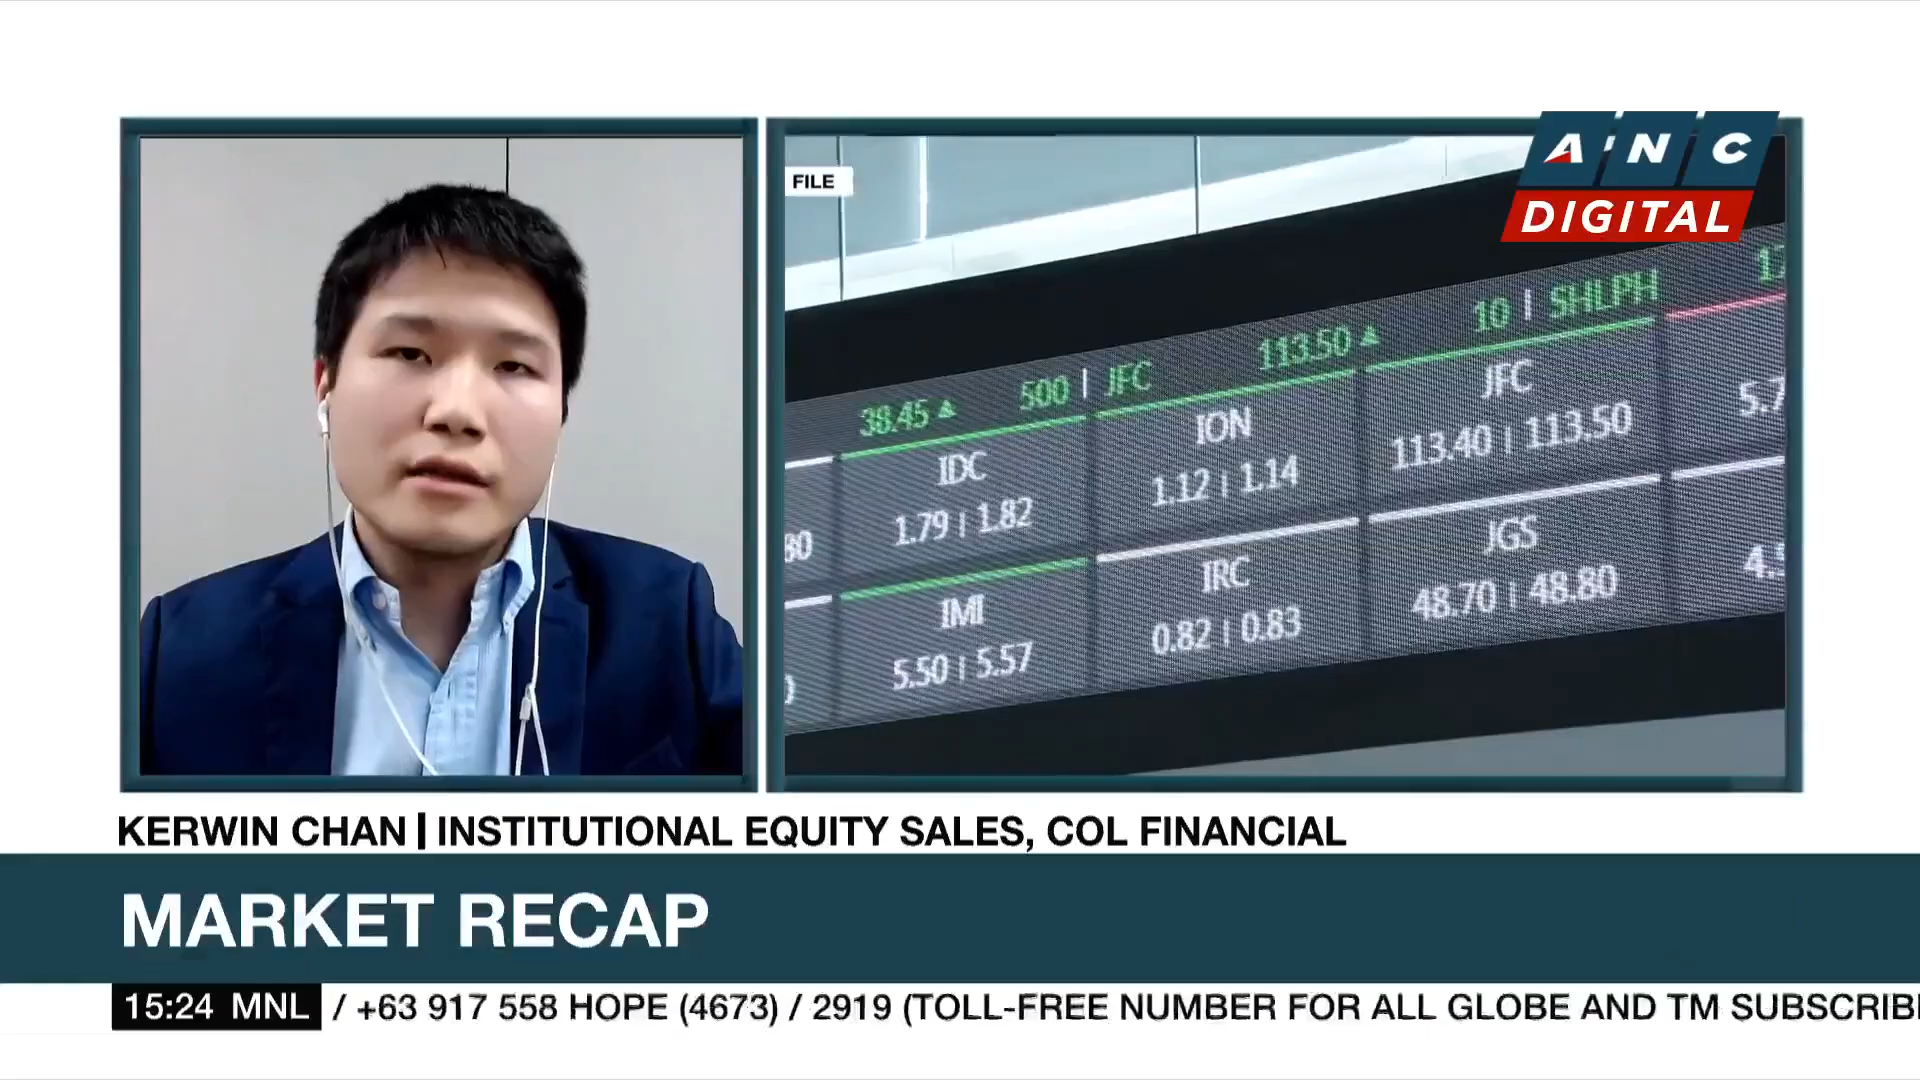 FILE
ANC
DIGITAL
38.45 ▲ 500 | JFC 113.50 ▲ 10 | SHLPH
IDC
1.79 | 1.82
ION
1.12 | 1.14
JFC
113.40 | 113.50
IMI
5.50 | 5.57
IRC
0.82 | 0.83
JGS
48.70 | 48.80
KERWIN CHAN | INSTITUTIONAL EQUITY SALES, COL FINANCIAL
MARKET RECAP
15:24 MNL / +63 917 558 HOPE (4673) / 2919 (TOLL-FREE NUMBER FOR ALL GLOBE AND TM SUBSCRIB